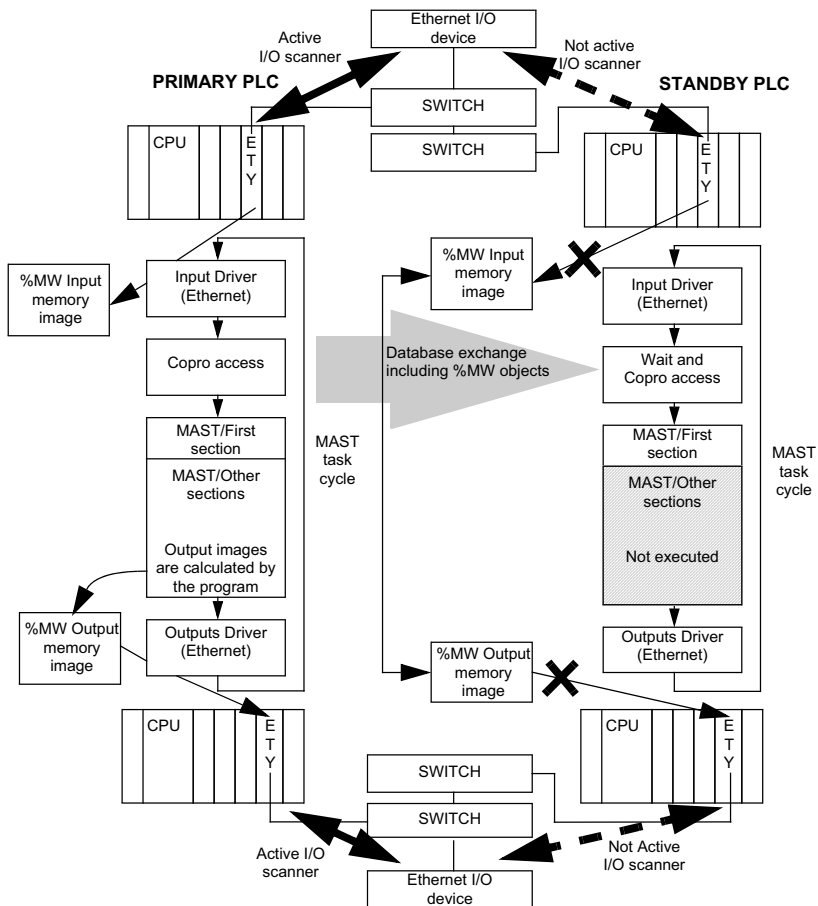 Ethernet I/O
device
Active
I/O scanner
Not active
I/O scanner
PRIMARY PLC
STANDBY PLC
SWITCH
SWITCH
CPU
E
T
Y
CPU
E
T
Y
%MW Input
memory
image
Input Driver
(Ethernet)
%MW Input
memory
image
Input Driver
(Ethernet)
Copro access
Database exchange
including %MW objects
Wait and
Copro access
MAST/First
section
MAST/Other
sections
Output images
are calculated by
the program
MAST
task
cycle
MAST/First
section
MAST/Other
sections
Not executed
MAST
task
cycle
%MW Output
memory
image
Outputs Driver
(Ethernet)
%MW Output
memory
image
Outputs Driver
(Ethernet)
CPU
E
T
Y
CPU
E
T
Y
SWITCH
SWITCH
Active I/O
scanner
Not Active
I/O scanner
Ethernet I/O
device